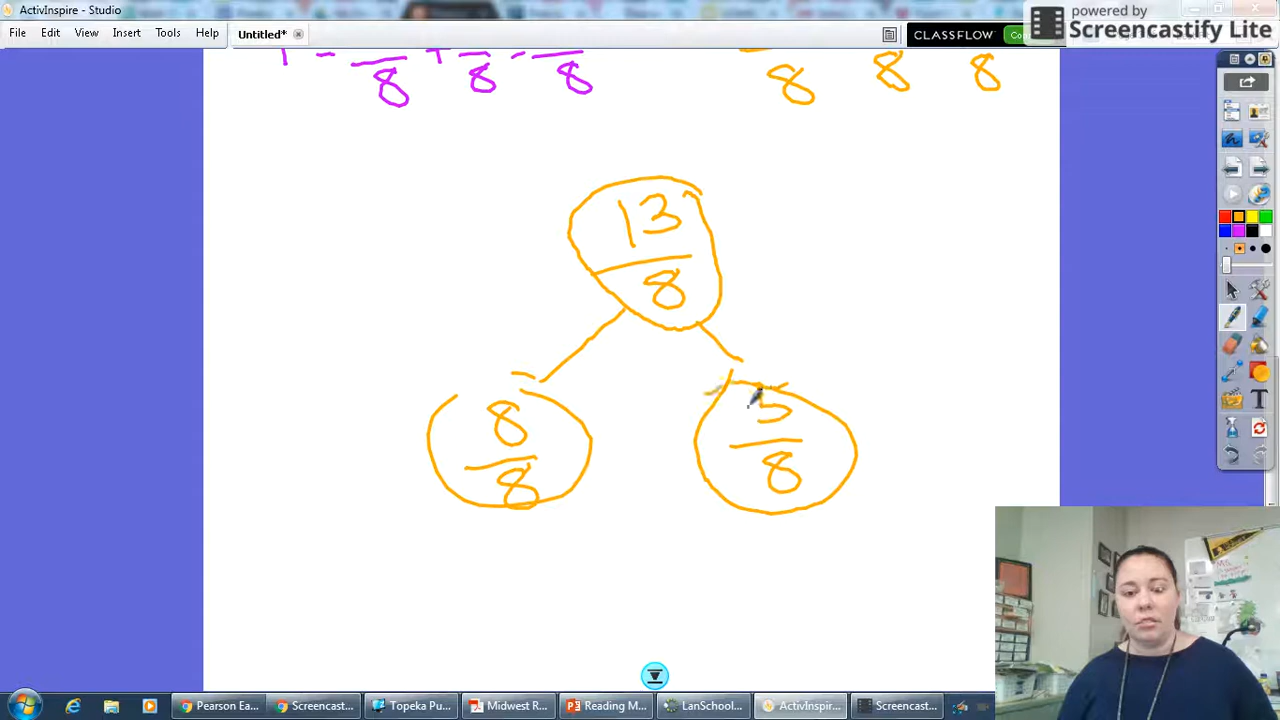 ActivInspire - Studio
powered by
Screencastify Lite
File Edit View Insert Tools Help
Untitled*
CLASSFLOW
8 + 8 8
8 8 8
13
8
8
8
5
8
Pearson Ea... Screencast... Topeka Pu... Midwest R... Reading M... LanSchool... ActivInspir... Screencast...